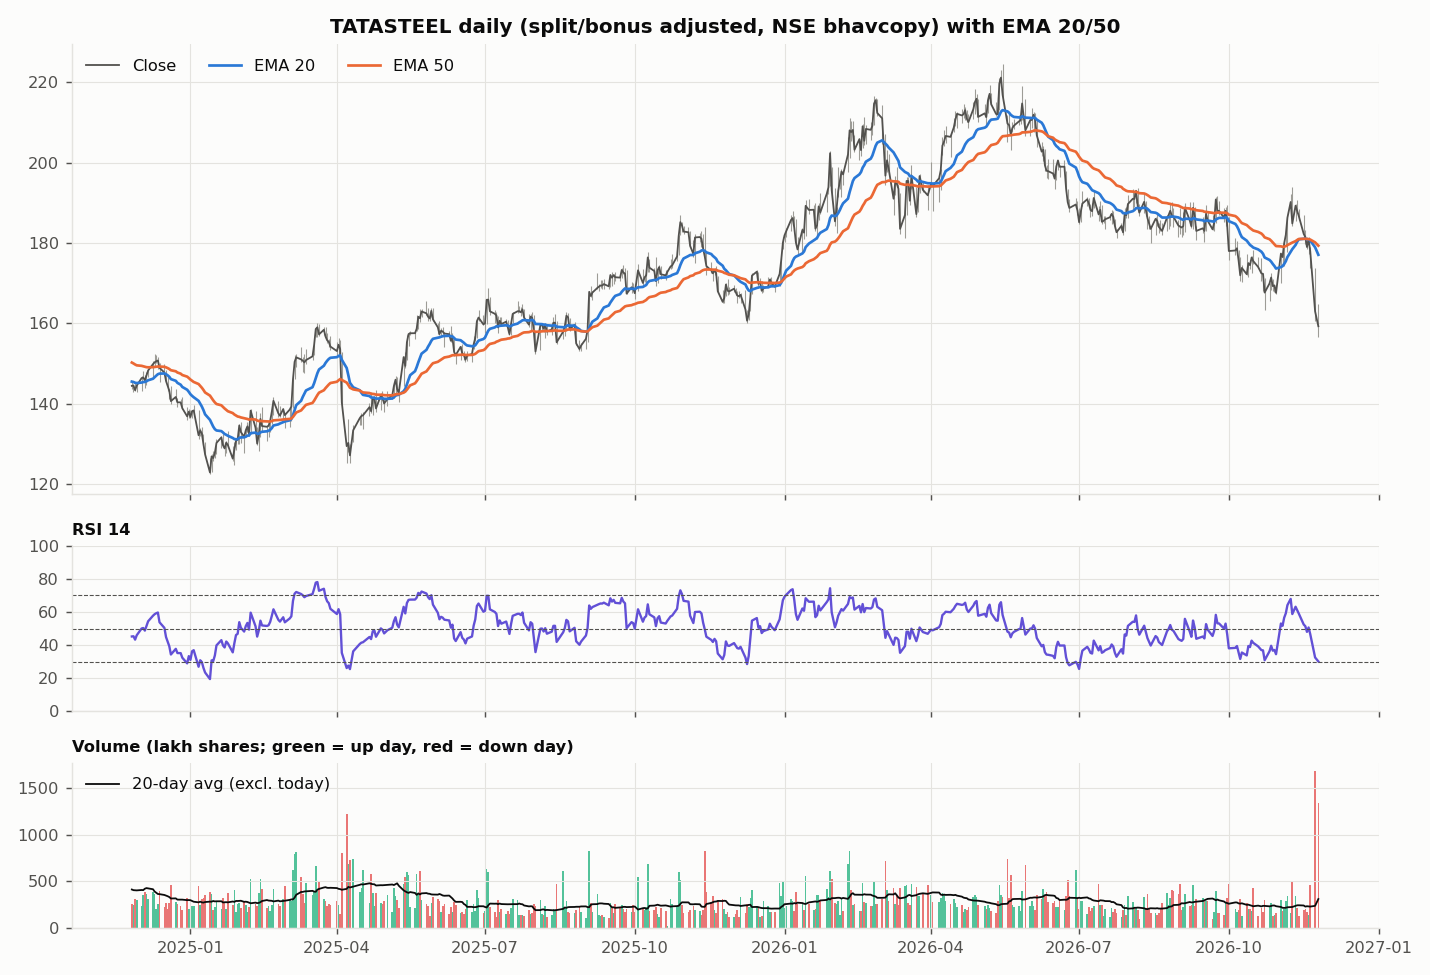 TATASTEEL daily (split/bonus adjusted, NSE bhavcopy) with EMA 20/50
Close EMA 20 EMA 50
220
200
180
160
140
120
RSI 14
100
80
60
40
20
0
Volume (lakh shares; green = up day, red = down day)
20-day avg (excl. today)
1500
1000
500
0
2025-01 2025-04 2025-07 2025-10 2026-01 2026-04 2026-07 2026-10 2027-01